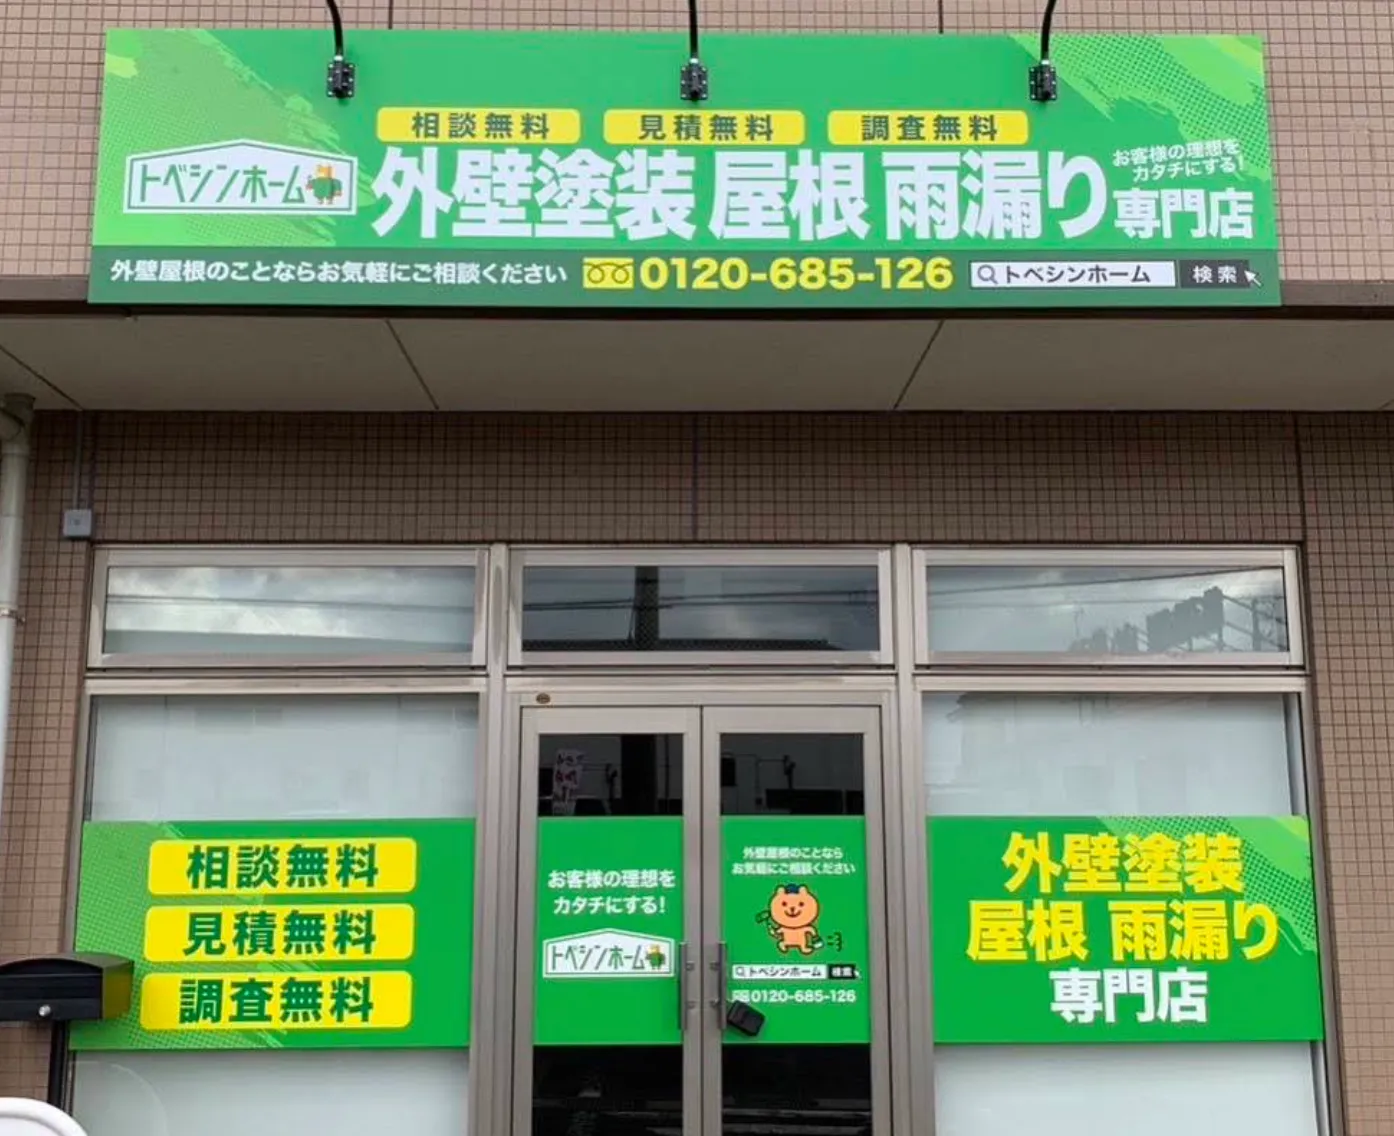 相談無料 見積無料 調査無料
トベシンホーム
外壁塗装 屋根 雨漏り
お客様の理想を
カタチにする!
専門店
外壁屋根のことならお気軽にご相談ください 0120-685-126 トベシンホーム 検索
相談無料
見積無料
調査無料
お客様の理想を
カタチにする!
トベシンホーム
外壁屋根のことなら
お気軽にご相談ください
トベシンホーム 検索
0120-685-126
外壁塗装
屋根 雨漏り
専門店